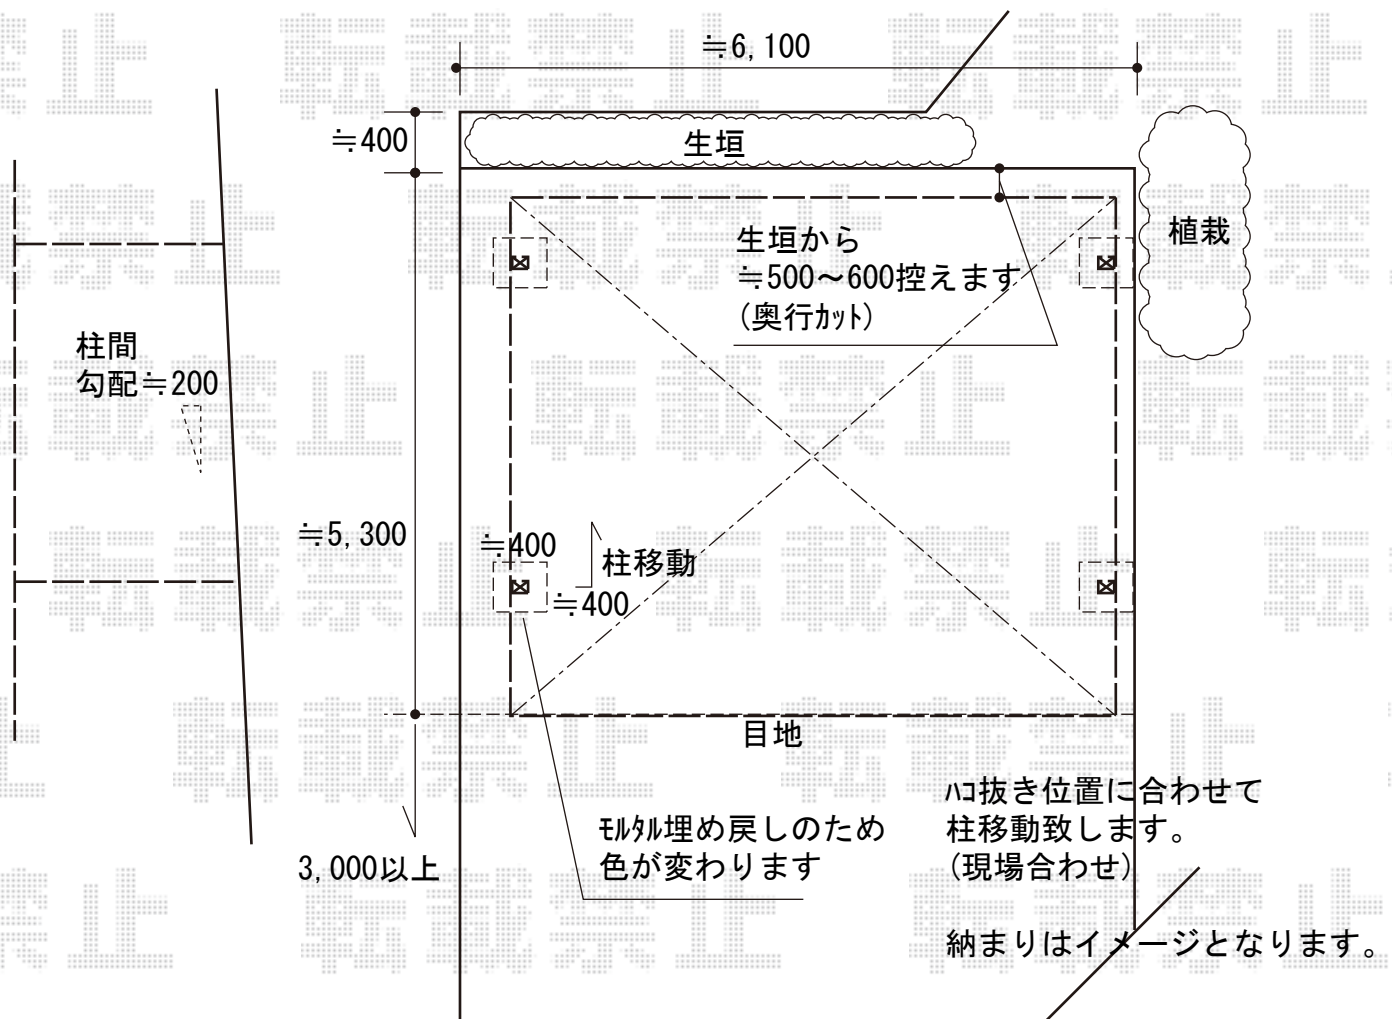 ≒6,100
≒400
生垣
植栽
生垣から
≒500～600控えます
(奥行ｶｯﾄ)
柱間
勾配≒200
≒5,300
≒400
柱移動
≒400
目地
3,000以上
ﾓﾙﾀﾙ埋め戻しのため
色が変わります
ﾊｺ抜き位置に合わせて
柱移動致します。
(現場合わせ)
納まりはイメージとなります。
転載禁止